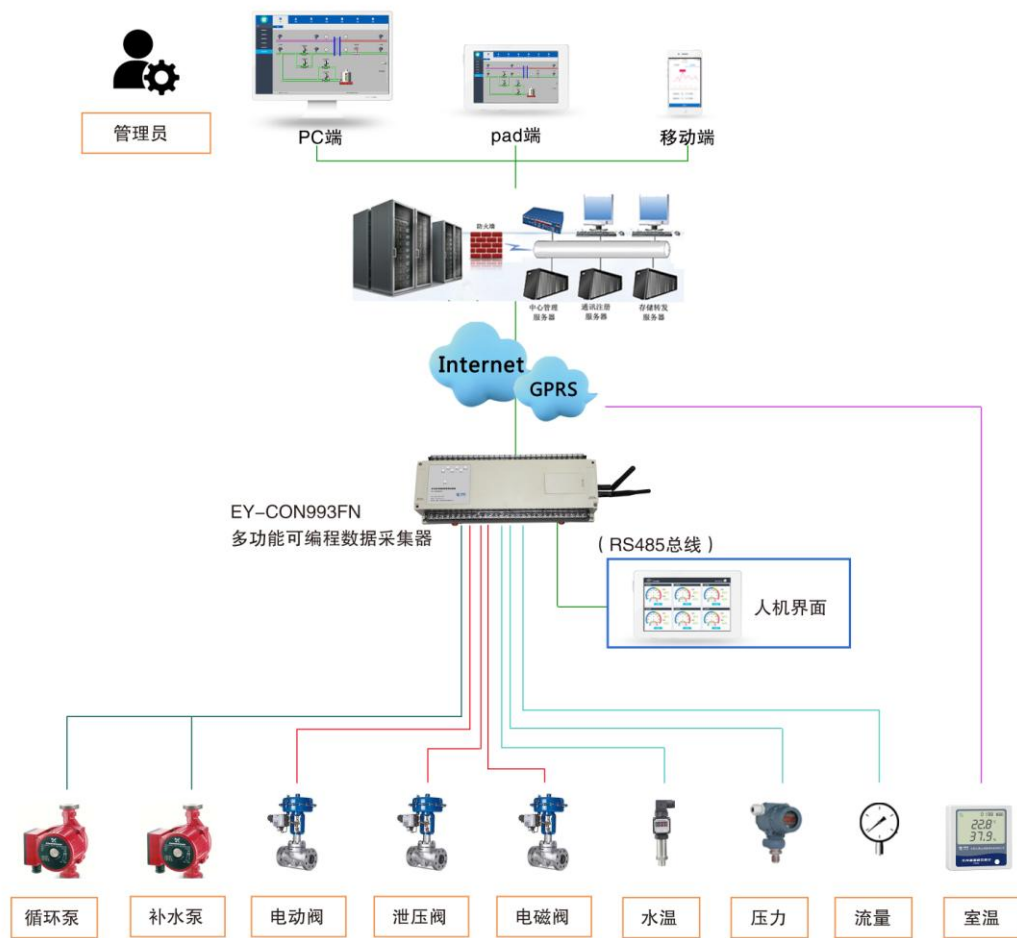 管理员
PC端
pad端
移动端
防火墙
中心管理
服务器
通讯注册
服务器
存储转发
服务器
Internet
GPRS
EY-CON993FN
多功能可编程数据采集器
(RS485总线)
人机界面
22.8
37.9
循环泵
补水泵
电动阀
泄压阀
电磁阀
水温
压力
流量
室温